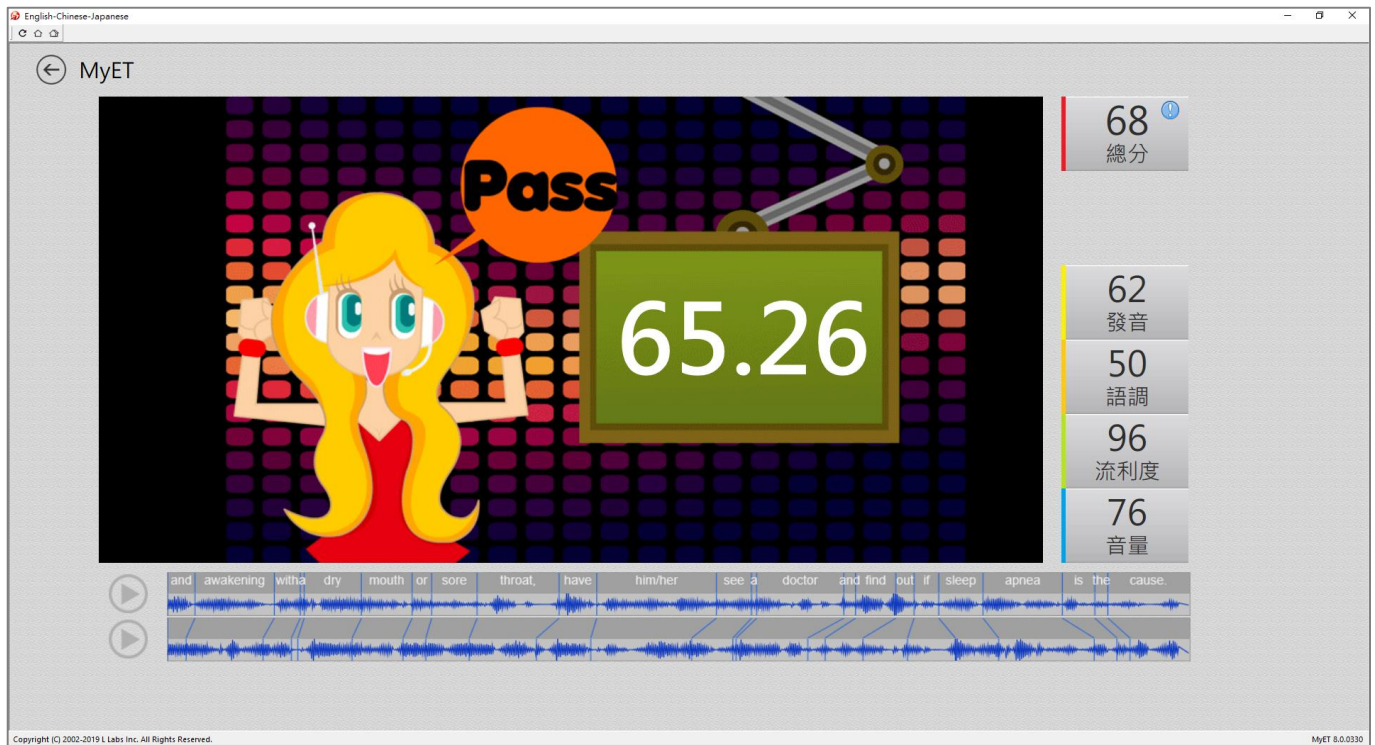 English-Chinese-Japanese
MyET
Pass
65.26
68
總分
62
發音
50
語調
96
流利度
76
音量
and awakening with a dry mouth or sore throat, have him/her see a doctor and find out if sleep apnea is the cause.
Copyright (C) 2002-2019 L Labs Inc. All Rights Reserved.
MyET 8.0.0330